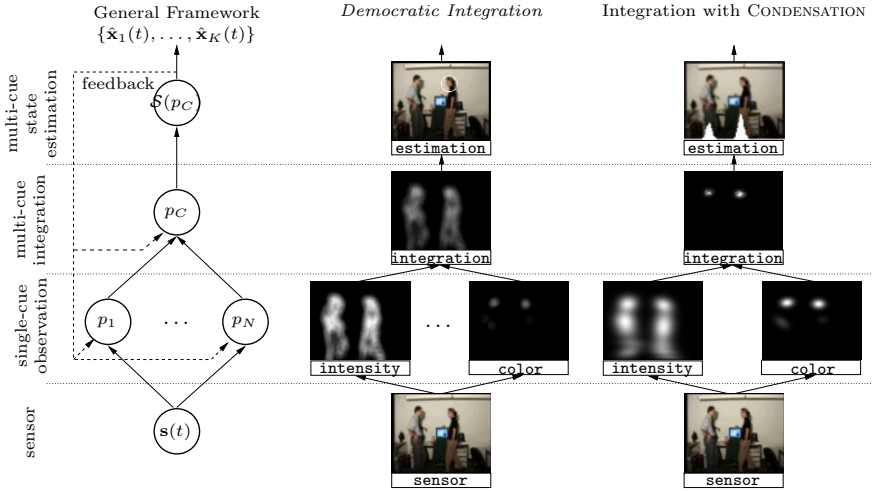 General Framework
{x̂₁(t), . . . , x̂_K(t)}
Democratic Integration
Integration with CONDENSATION
multi-cue
state
estimation
feedback
S(p_C)
estimation
estimation
multi-cue
integration
p_C
integration
integration
single-cue
observation
p₁
. . .
p_N
intensity
. . .
color
intensity
color
sensor
s(t)
sensor
sensor